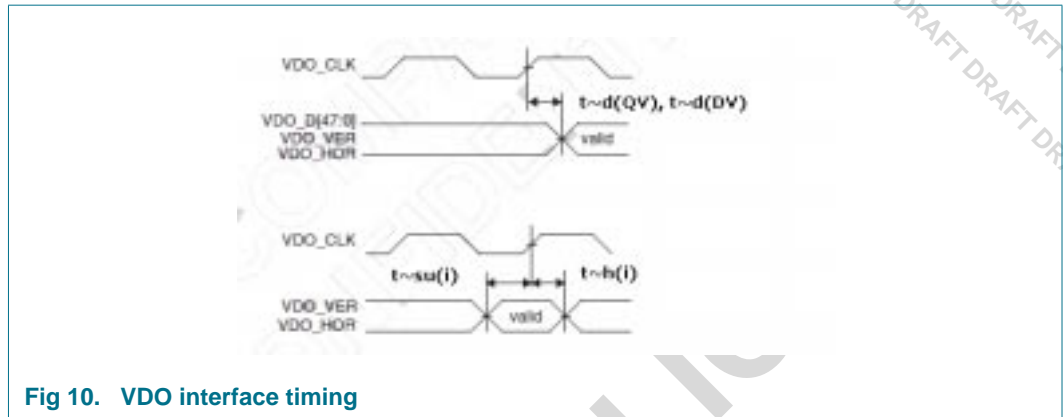 DRAFT DRAFT DR
DRAFT
VDO_CLK
t~d(QV), t~d(DV)
VDO_D[47:0]
VDO_VER
VDO_HOR
valid
VDO_CLK
t~su(i)
t~h(i)
VDO_VER
VDO_HOR
valid
Fig 10. VDO interface timing